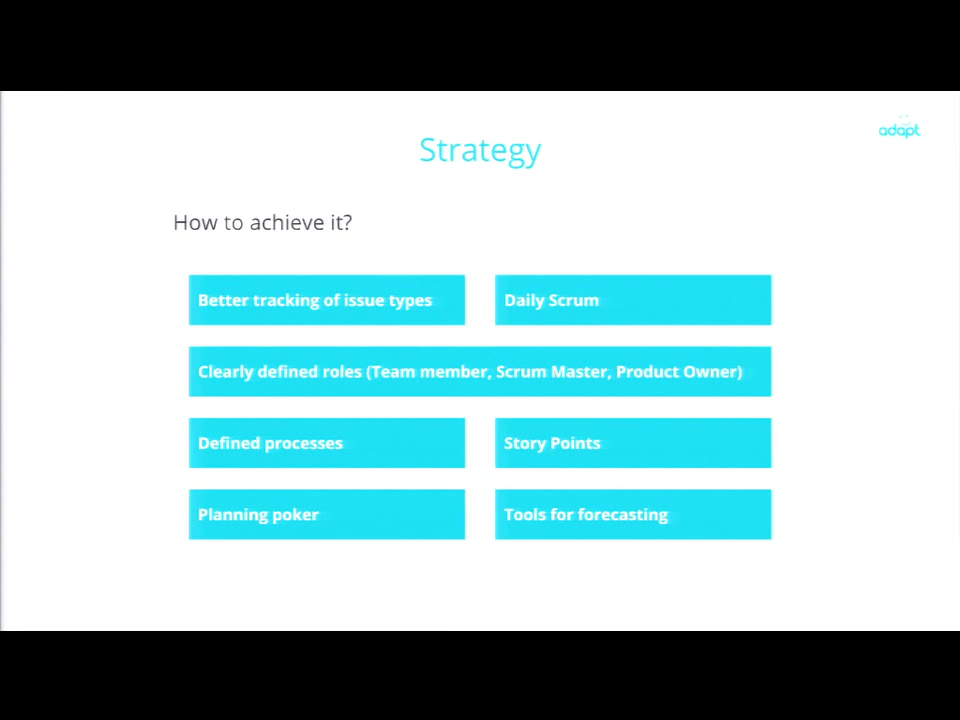 adapt
Strategy
How to achieve it?
Better tracking of issue types
Daily Scrum
Clearly defined roles (Team member, Scrum Master, Product Owner)
Defined processes
Story Points
Planning poker
Tools for forecasting